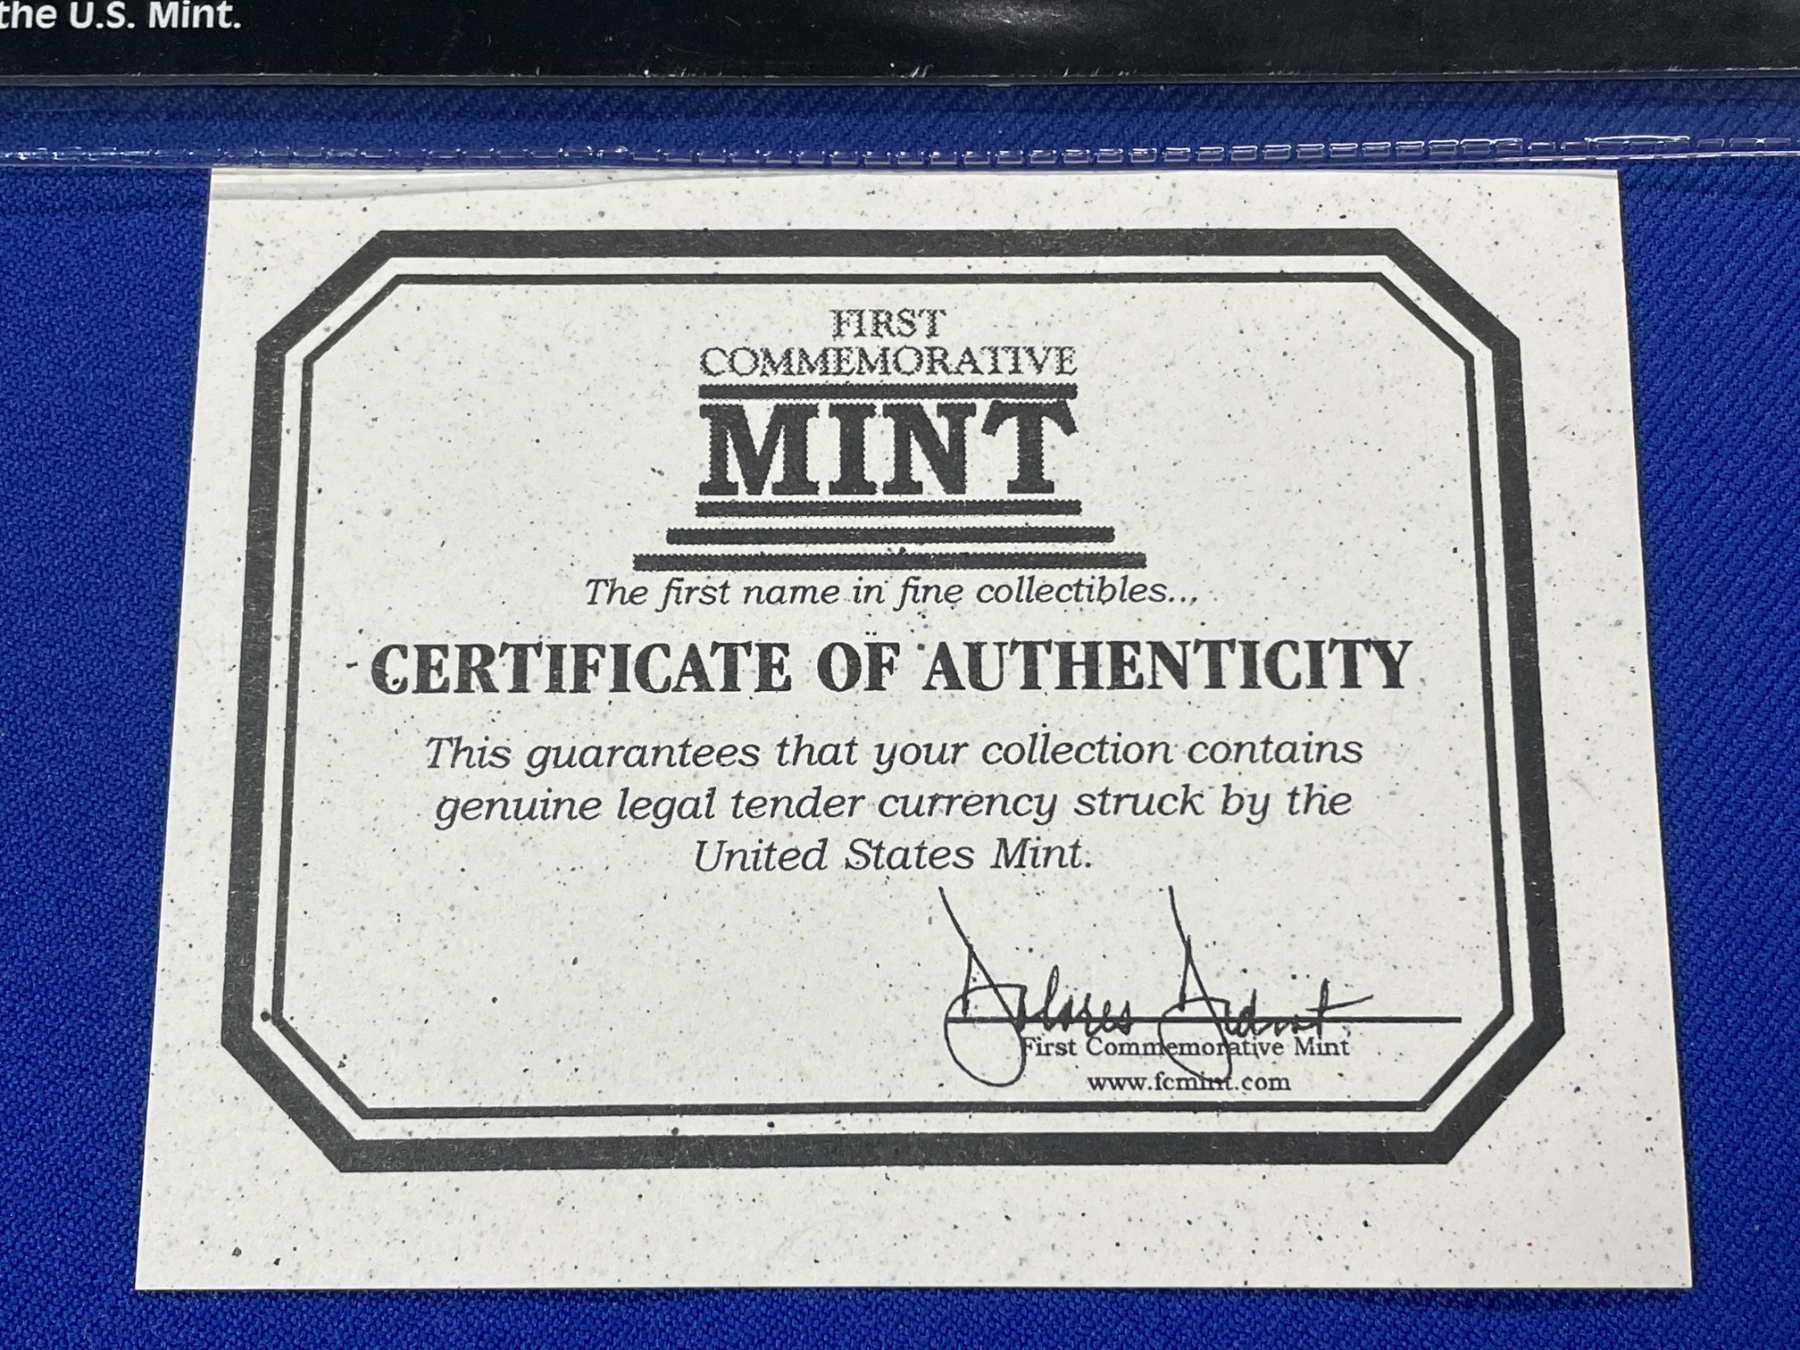 the U.S. Mint.
FIRST
COMMEMORATIVE
MINT
The first name in fine collectibles...
CERTIFICATE OF AUTHENTICITY
This guarantees that your collection contains
genuine legal tender currency struck by the
United States Mint.
First Commemorative Mint
www.fcmint.com